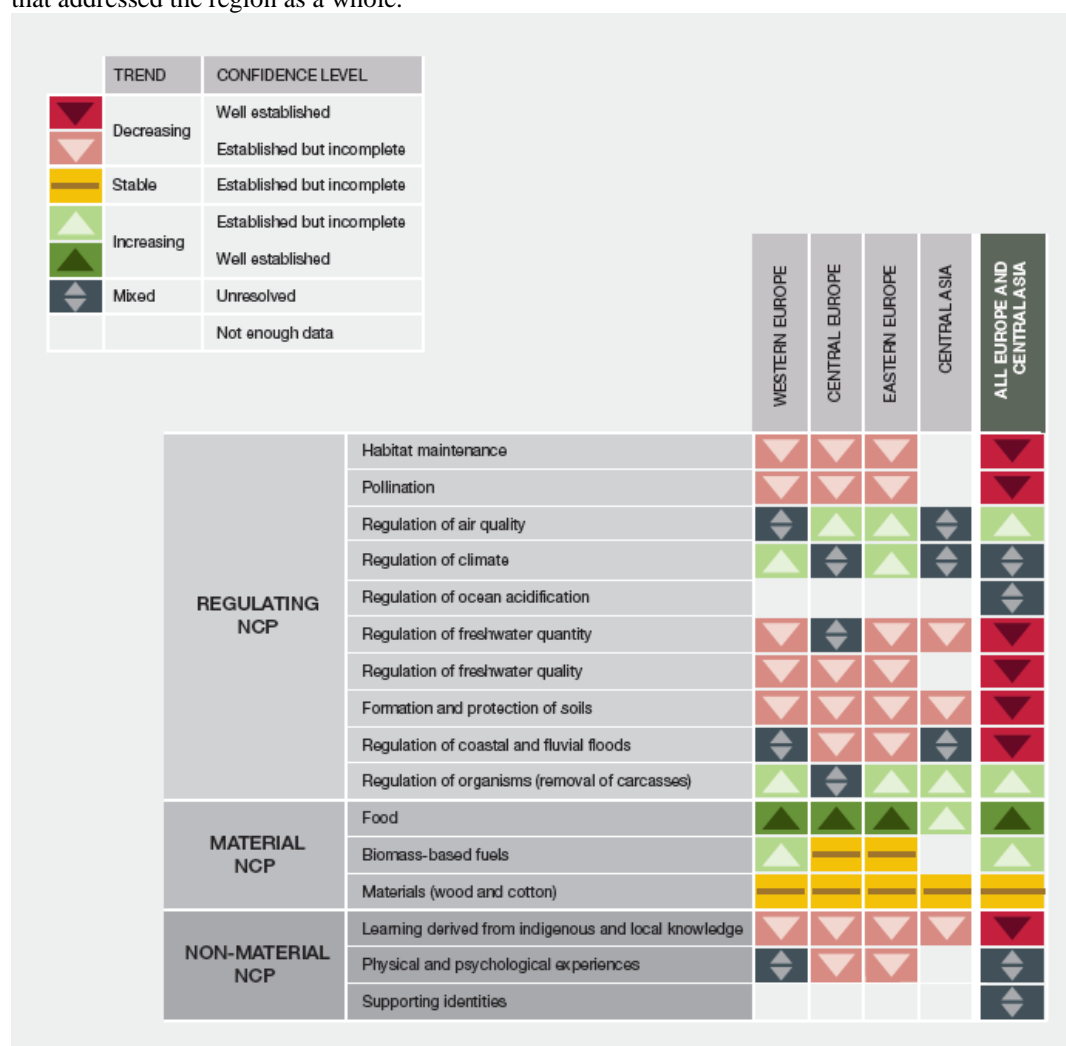 that addressed the region as a whole.
TREND CONFIDENCE LEVEL
Decreasing
Well established
Established but incomplete
Stable Established but incomplete
Increasing
Established but incomplete
Well established
Mixed Unresolved
Not enough data
WESTERN EUROPE
CENTRAL EUROPE
EASTERN EUROPE
CENTRAL ASIA
ALL EUROPE AND
CENTRAL ASIA
REGULATING
NCP
Habitat maintenance
Pollination
Regulation of air quality
Regulation of climate
Regulation of ocean acidification
Regulation of freshwater quantity
Regulation of freshwater quality
Formation and protection of soils
Regulation of coastal and fluvial floods
Regulation of organisms (removal of carcasses)
MATERIAL
NCP
Food
Biomass-based fuels
Materials (wood and cotton)
NON-MATERIAL
NCP
Learning derived from indigenous and local knowledge
Physical and psychological experiences
Supporting identities